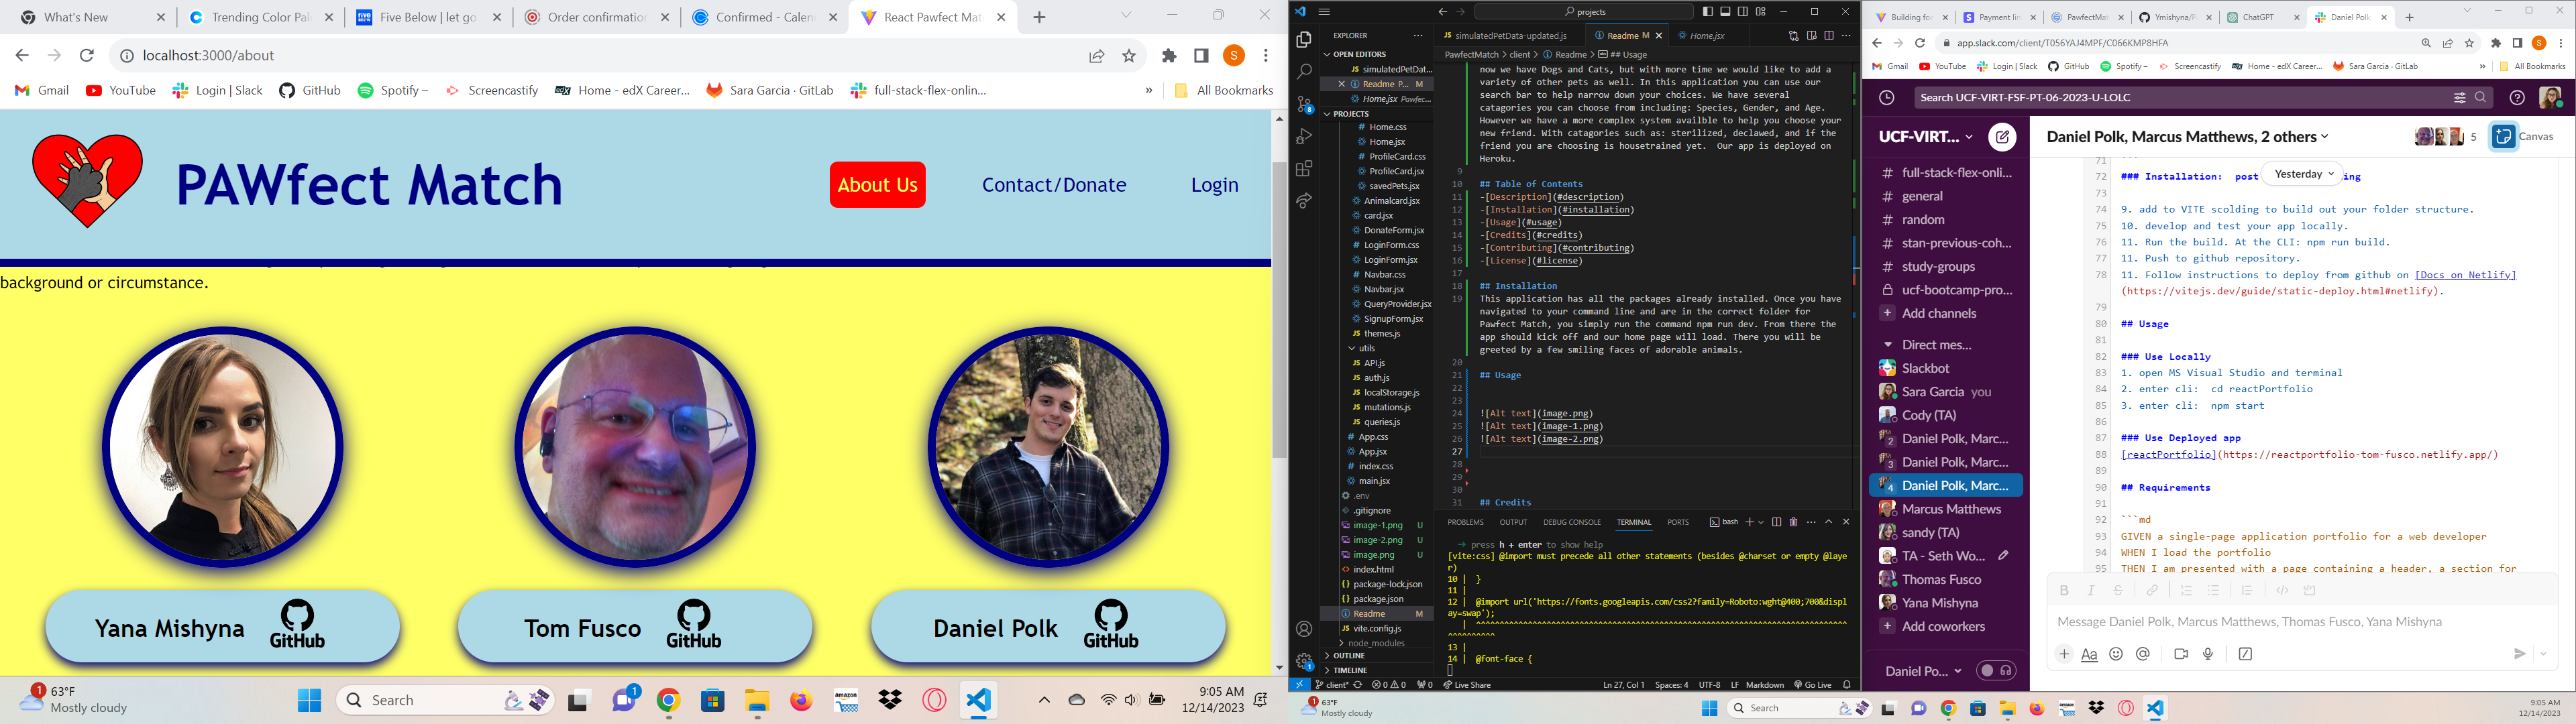 What's New
Trending Color Pal
Five Below | let go
Order confirmation
Confirmed - Calen
React Pawfect Mat
localhost:3000/about
S
Gmail
YouTube
Login | Slack
GitHub
Spotify –
Screencastify
Home - edX Career...
Sara Garcia · GitLab
full-stack-flex-onlin...
»
All Bookmarks
PAWfect Match
About Us
Contact/Donate
Login
background or circumstance.
Yana Mishyna
GitHub
Tom Fusco
GitHub
Daniel Polk
GitHub
1
63°F
Mostly cloudy
Search
1
9:05 AM
12/14/2023
projects
EXPLORER
OPEN EDITORS
simulatedPetDat...
Readme P... M
Home.jsx Pawfec...
PROJECTS
Home.css
Home.jsx
ProfileCard.css
ProfileCard.jsx
savedPets.jsx
Animalcard.jsx
card.jsx
DonateForm.jsx
LoginForm.css
LoginForm.jsx
Navbar.css
Navbar.jsx
QueryProvider.jsx
SignupForm.jsx
themes.js
utils
API.js
auth.js
localStorage.js
mutations.js
queries.js
App.css
App.jsx
index.css
main.jsx
.env
.gitignore
image-1.png U
image-2.png U
image.png U
index.html
package-lock.json
package.json
Readme M
vite.config.js
node_modules
OUTLINE
TIMELINE
simulatedPetData-updated.js
Readme M
Home.jsx
PawfectMatch > client > Readme > ## Usage
now we have Dogs and Cats, but with more time we would like to add a
variety of other pets as well. In this application you can use our
search bar to help narrow down your choices. We have several
catagories you can choose from including: Species, Gender, and Age.
However we have a more complex system availble to help you choose your
new friend. With catagories such as: sterilized, declawed, and if the
friend you are choosing is housetrained yet.  Our app is deployed on
Heroku.
9
10 ## Table of Contents
11 -[Description](#description)
12 -[Installation](#installation)
13 -[Usage](#usage)
14 -[Credits](#credits)
15 -[Contributing](#contributing)
16 -[License](#license)
17
18 ## Installation
19 This application has all the packages already installed. Once you have
navigated to your command line and are in the correct folder for
Pawfect Match, you simply run the command npm run dev. From there the
app should kick off and our home page will load. There you will be
greeted by a few smiling faces of adorable animals.
20
21 ## Usage
22
23
24 ![Alt text](image.png)
25 ![Alt text](image-1.png)
26 ![Alt text](image-2.png)
27
28
29
30
31 ## Credits
PROBLEMS
OUTPUT
DEBUG CONSOLE
TERMINAL
PORTS
bash
→ press h + enter to show help
[vite:css] @import must precede all other statements (besides @charset or empty @laye
r)
10 | }
11 |
12 | @import url('https://fonts.googleapis.com/css2?family=Roboto:wght@400;700&displ
ay=swap');
| ^^^^^^^^^^^^^^^^^^^^^^^^^^^^^^^^^^^^^^^^^^^^^^^^^^^^^^^^^^^^^^^^^^^^^^^^^
^^^^^^^^^^
13 |
14 | @font-face {
client*
0 0
0
Live Share
Ln 27, Col 1
Spaces: 4
UTF-8
LF
Markdown
Go Live
63°F
Mostly cloudy
Search
9:05 AM
12/14/2023
Building fo
Payment lin
PawfectMat
Ymishyna/P
ChatGPT
Daniel Polk
app.slack.com/client/T056YAJ4MPF/C066KMP8HFA
S
Gmail
YouTube
Login | Slack
GitHub
Spotify –
Screencastify
Home - edX Career...
Sara Garcia · GitLab
»
All Bookmarks
Search UCF-VIRT-FSF-PT-06-2023-U-LOLC
UCF-VIRT...
# full-stack-flex-onli...
# general
# random
# stan-previous-coh...
# study-groups
ucf-bootcamp-pro...
+ Add channels
Direct mes...
Slackbot
Sara Garcia you
Cody (TA)
2 Daniel Polk, Marc...
3 Daniel Polk, Marc...
4 Daniel Polk, Marc...
Marcus Matthews
sandy (TA)
TA - Seth Wo...
Thomas Fusco
Yana Mishyna
+ Add coworkers
Daniel Po...
Daniel Polk, Marcus Matthews, 2 others
5
Canvas
Yesterday
71
72 ### Installation:  post
73
74 9. add to VITE scolding to build out your folder structure.
75 10. develop and test your app locally.
76 11. Run the build. At the CLI: npm run build.
77 11. Push to github repository.
78 11. Follow instructions to deploy from github on [Docs on Netlify]
(https://vitejs.dev/guide/static-deploy.html#netlify).
79
80 ## Usage
81
82 ### Use Locally
83 1. open MS Visual Studio and terminal
84 2. enter cli:  cd reactPortfolio
85 3. enter cli:  npm start
86
87 ### Use Deployed app
88 [reactPortfolio](https://reactportfolio-tom-fusco.netlify.app/)
89
90 ## Requirements
91
92 ```md
93 GIVEN a single-page application portfolio for a web developer
94 WHEN I load the portfolio
95 THEN I am presented with a page containing a header, a section for
Message Daniel Polk, Marcus Matthews, Thomas Fusco, Yana Mishyna
Aa